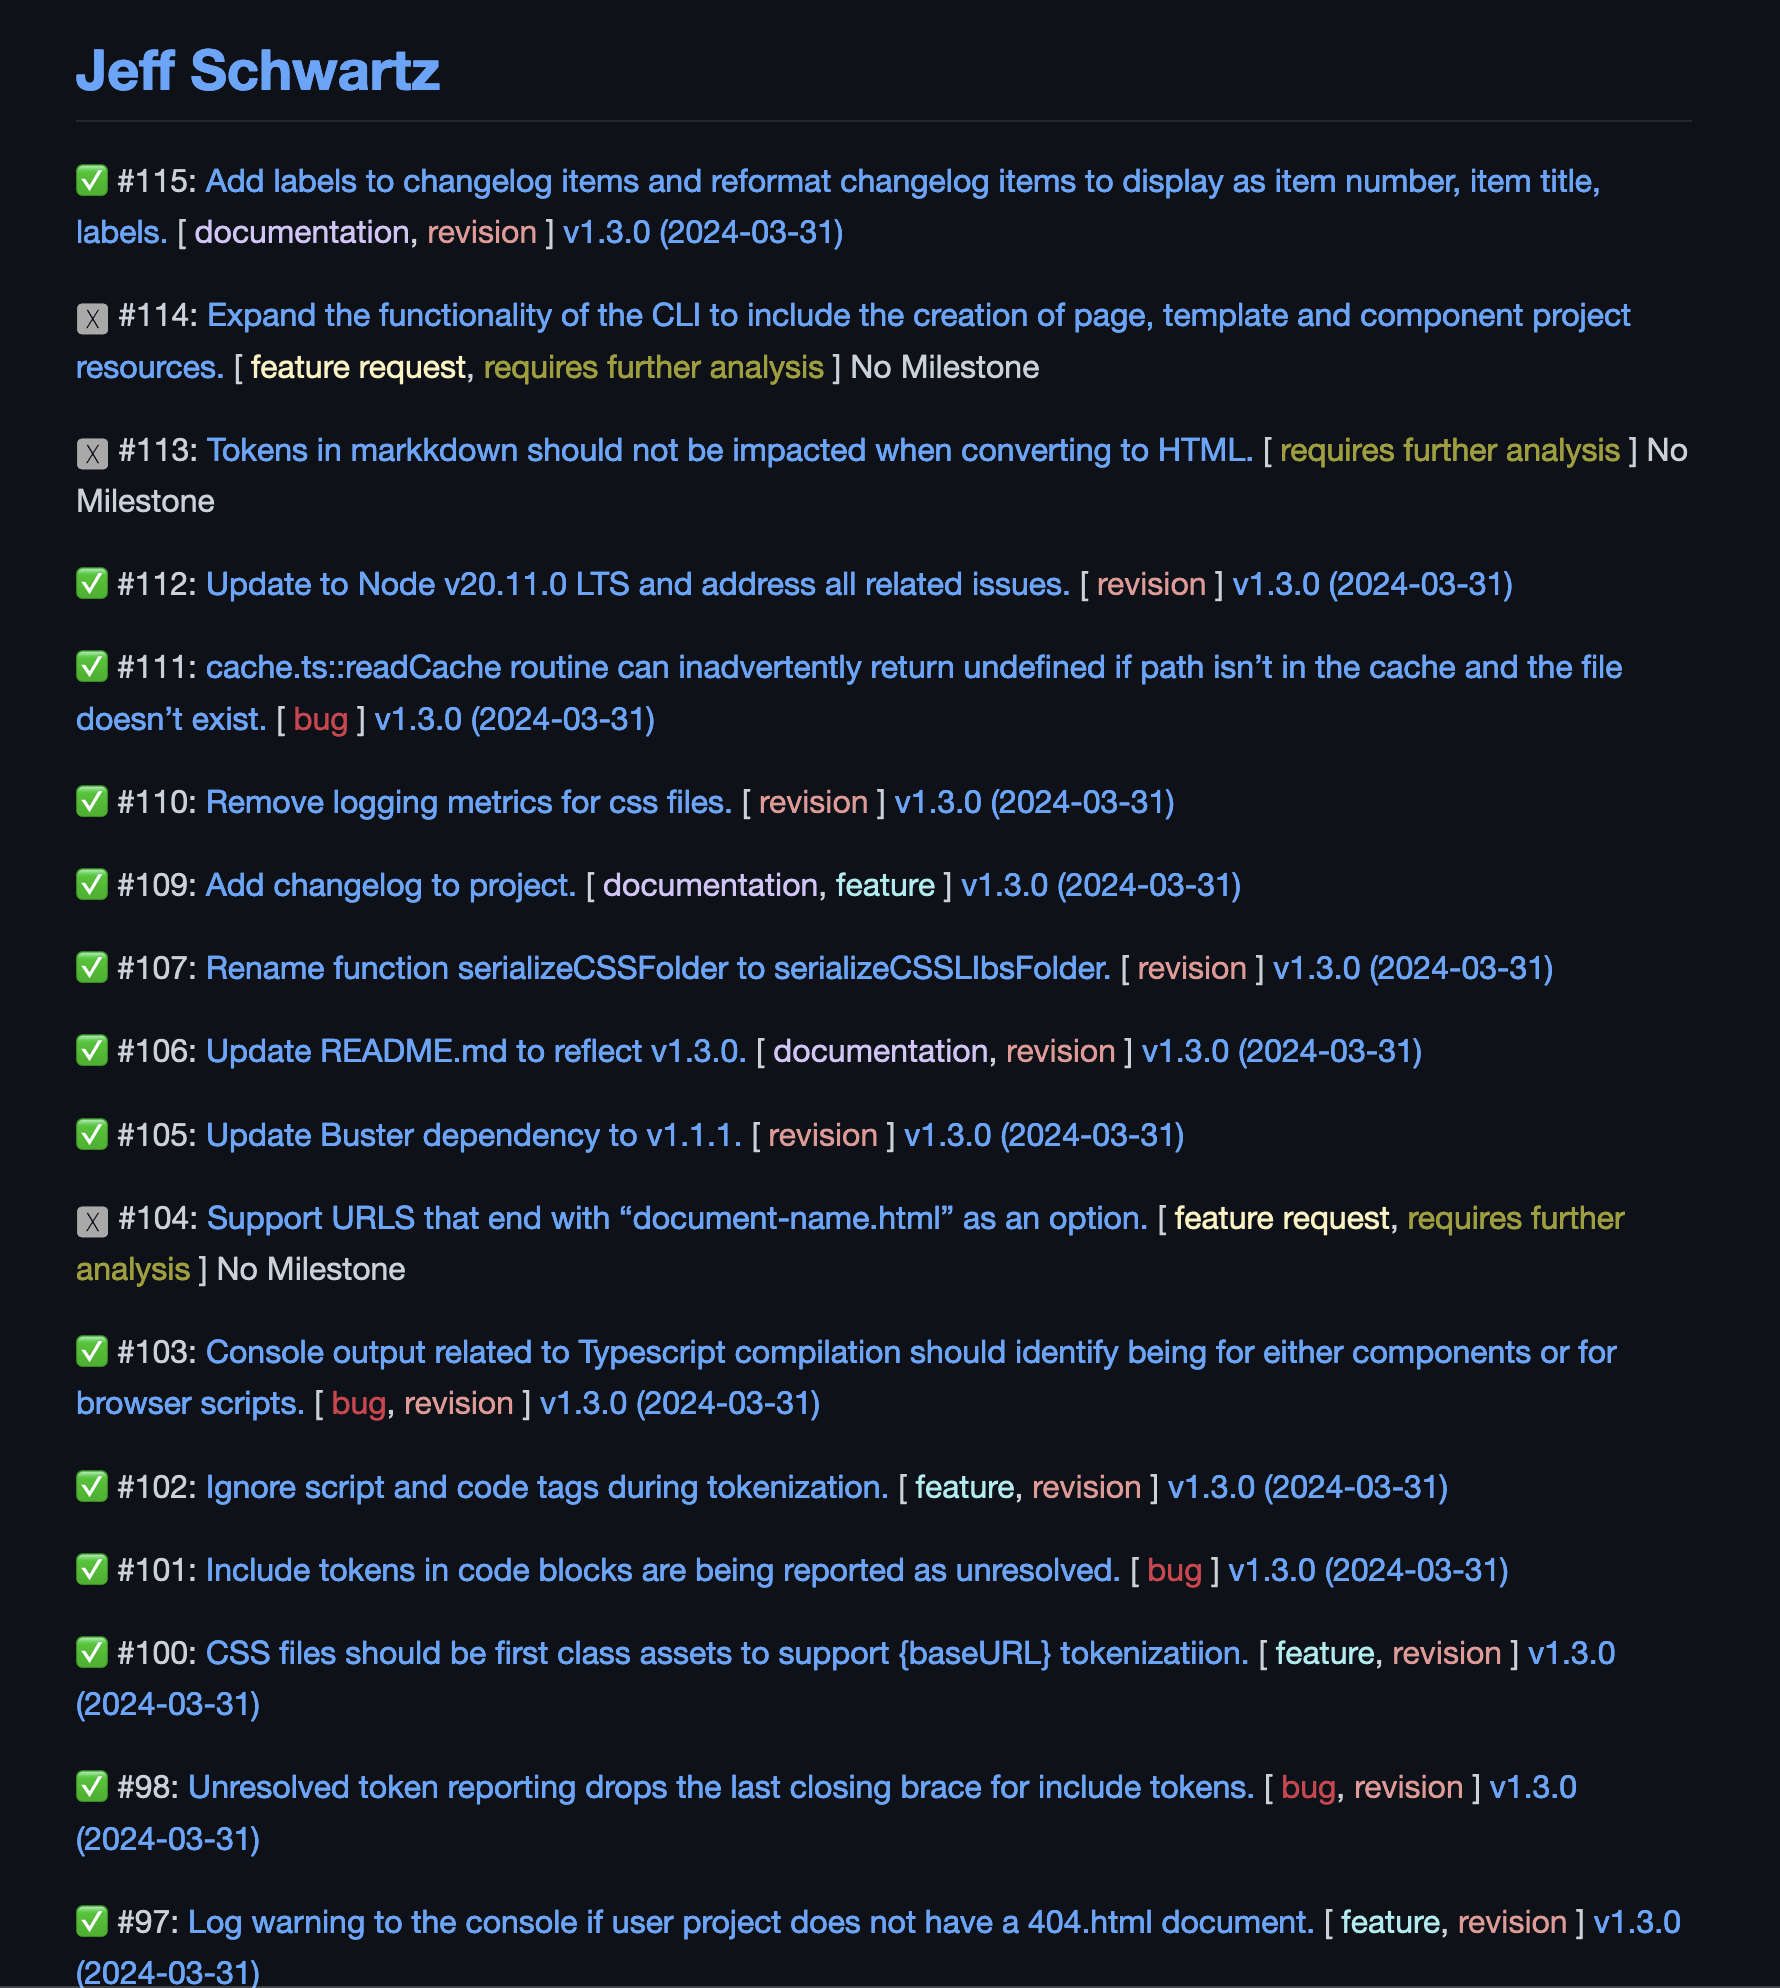 Jeff Schwartz
✅ #115: Add labels to changelog items and reformat changelog items to display as item number, item title,
labels. [ documentation, revision ] v1.3.0 (2024-03-31)
🅇 #114: Expand the functionality of the CLI to include the creation of page, template and component project
resources. [ feature request, requires further analysis ] No Milestone
🅇 #113: Tokens in markkdown should not be impacted when converting to HTML. [ requires further analysis ] No
Milestone
✅ #112: Update to Node v20.11.0 LTS and address all related issues. [ revision ] v1.3.0 (2024-03-31)
✅ #111: cache.ts::readCache routine can inadvertently return undefined if path isn’t in the cache and the file
doesn’t exist. [ bug ] v1.3.0 (2024-03-31)
✅ #110: Remove logging metrics for css files. [ revision ] v1.3.0 (2024-03-31)
✅ #109: Add changelog to project. [ documentation, feature ] v1.3.0 (2024-03-31)
✅ #107: Rename function serializeCSSFolder to serializeCSSLIbsFolder. [ revision ] v1.3.0 (2024-03-31)
✅ #106: Update README.md to reflect v1.3.0. [ documentation, revision ] v1.3.0 (2024-03-31)
✅ #105: Update Buster dependency to v1.1.1. [ revision ] v1.3.0 (2024-03-31)
🅇 #104: Support URLS that end with “document-name.html” as an option. [ feature request, requires further
analysis ] No Milestone
✅ #103: Console output related to Typescript compilation should identify being for either components or for
browser scripts. [ bug, revision ] v1.3.0 (2024-03-31)
✅ #102: Ignore script and code tags during tokenization. [ feature, revision ] v1.3.0 (2024-03-31)
✅ #101: Include tokens in code blocks are being reported as unresolved. [ bug ] v1.3.0 (2024-03-31)
✅ #100: CSS files should be first class assets to support {baseURL} tokenizatiion. [ feature, revision ] v1.3.0
(2024-03-31)
✅ #98: Unresolved token reporting drops the last closing brace for include tokens. [ bug, revision ] v1.3.0
(2024-03-31)
✅ #97: Log warning to the console if user project does not have a 404.html document. [ feature, revision ] v1.3.0
(2024-03-31)